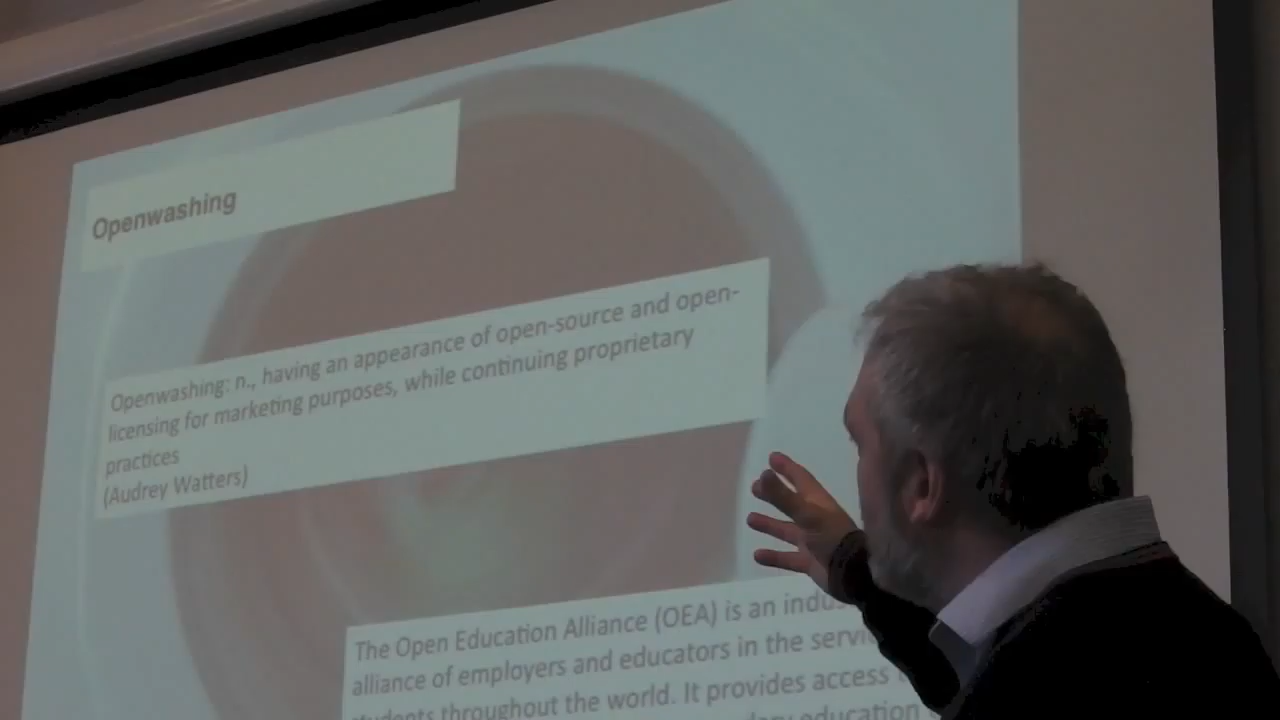 Openwashing
Openwashing: n., having an appearance of open-source and open-
licensing for marketing purposes, while continuing proprietary
practices
(Audrey Watters)
The Open Education Alliance (OEA) is an
alliance of employers and educators in the
students throughout the world. It provides access
education